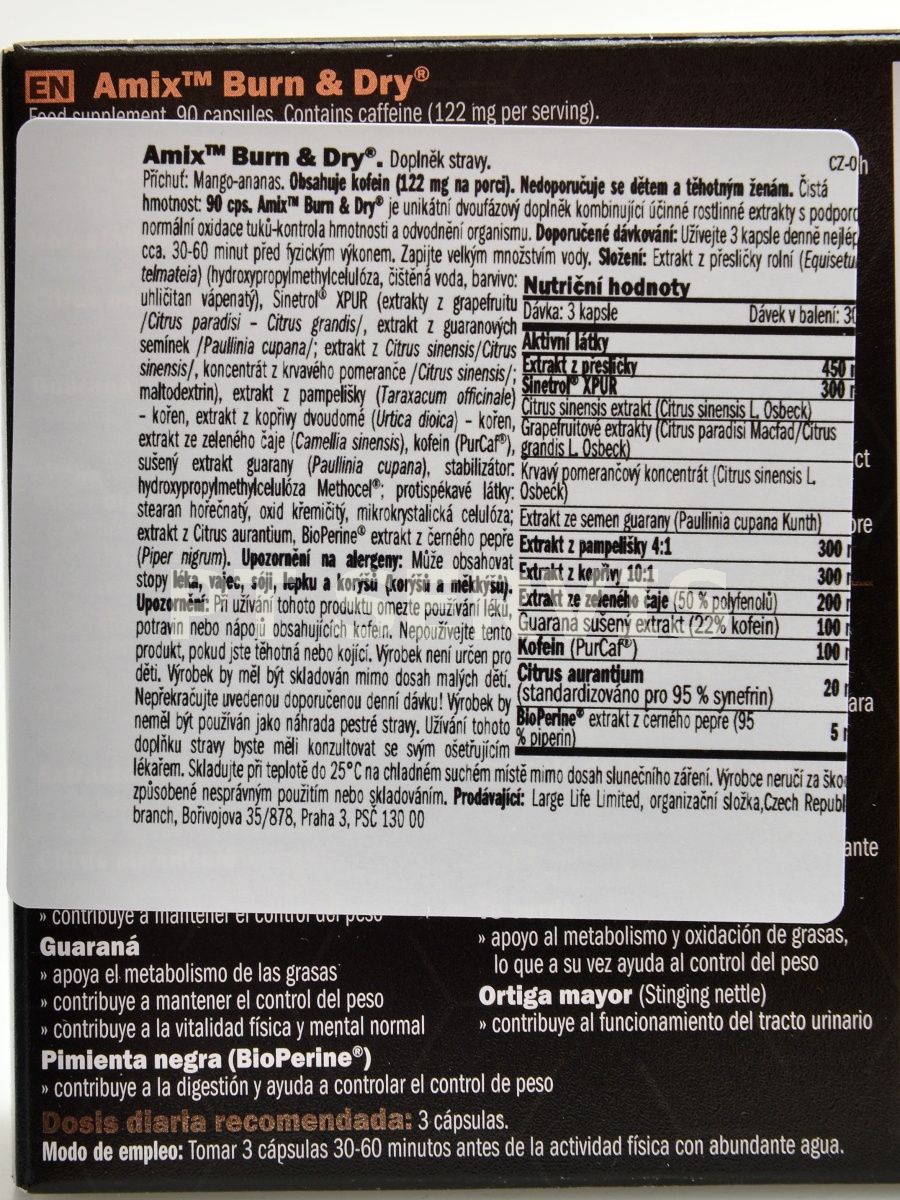 EN Amix™ Burn & Dry®
Food supplement. 90 capsules. Contains caffeine (122 mg per serving).
Amix™ Burn & Dry®. Doplněk stravy. CZ-0
Příchuť: Mango-ananas. Obsahuje kofein (122 mg na porci). Nedoporučuje se dětem a těhotným ženám. Čistá
hmotnost: 90 cps. Amix™ Burn & Dry® je unikátní dvoufázový doplněk kombinující účinné rostlinné extrakty s podporo
normální oxidace tuků-kontrola hmotnosti a odvodnění organismu. Doporučené dávkování: Užívejte 3 kapsle denně nejlép
cca. 30-60 minut před fyzickým výkonem. Zapijte velkým množstvím vody. Složení: Extrakt z přesličky rolní (Equisetu
telmateia) (hydroxypropylmethylcelulóza, čištěná voda, barvivo:
uhličitan vápenatý), Sinetrol® XPUR (extrakty z grapefruitu
/Citrus paradisi – Citrus grandis/, extrakt z guaranových
semínek /Paullinia cupana/; extrakt z Citrus sinensis/Citrus
sinensis/, koncentrát z krvavého pomeranče /Citrus sinensis/;
maltodextrin), extrakt z pampelišky (Taraxacum officinale)
– kořen, extrakt z kopřivy dvoudomé (Urtica dioica) – kořen,
extrakt ze zeleného čaje (Camellia sinensis), kofein (PurCaf®),
sušený extrakt guarany (Paullinia cupana), stabilizátor:
hydroxypropylmethylcelulóza Methocel®; protispékavé látky:
stearan hořečnatý, oxid křemičitý, mikrokrystalická celulóza;
extrakt z Citrus aurantium, BioPerine® extrakt z černého pepře
(Piper nigrum). Upozornění na alergeny: Může obsahovat
stopy léka, vajec, sóji, lepku a korýšů (korýši a měkkýši).
Upozornění: Při užívání tohoto produktu omezte používání léků,
potravin nebo nápojů obsahujících kofein. Nepoužívejte tento
produkt, pokud jste těhotná nebo kojící. Výrobek není určen pro
děti. Výrobek by měl být skladován mimo dosah malých dětí.
Nepřekračujte uvedenou doporučenou denní dávku! Výrobek by
neměl být používán jako náhrada pestré stravy. Užívání tohoto
doplňku stravy byste měli konzultovat se svým ošetřujícím
lékařem. Skladujte při teplotě do 25°C na chladném suchém místě mimo dosah slunečního záření. Výrobce neručí za ško
způsobené nesprávným použitím nebo skladováním. Prodávající: Large Life Limited, organizační složka,Czech Republ
branch, Bořivojova 35/878, Praha 3, PSČ 130 00
Nutriční hodnoty
Dávka: 3 kapsle Dávek v balení: 30
Aktivní látky
Extrakt z přesličky 450
Sinetrol® XPUR 300
Citrus sinensis extrakt (Citrus sinensis L. Osbeck)
Grapefruitové extrakty (Citrus paradisi Macfad/Citrus
grandis L. Osbeck)
Krvavý pomerančový koncentrát (Citrus sinensis L.
Osbeck)
Extrakt ze semen guarany (Paullinia cupana Kunth)
Extrakt z pampelišky 4:1 300
Extrakt z kopřivy 10:1 300
Extrakt ze zeleného čaje (50 % polyfenolů) 200
Guarana sušený extrakt (22% kofein) 100
Kofein (PurCaf®) 100
Citrus aurantium
(standardizováno pro 95 % synefrin) 20
BioPerine® extrakt z černého pepře (95
% piperin) 5
ct
ore
ara
ante
» contribuye a mantener el control del peso
Guaraná
» apoya el metabolismo de las grasas
» contribuye a mantener el control del peso
» contribuye a la vitalidad física y mental normal
Pimienta negra (BioPerine®)
» contribuye a la digestión y ayuda a controlar el control de peso
» apoyo al metabolismo y oxidación de grasas,
lo que a su vez ayuda al control del peso
Ortiga mayor (Stinging nettle)
» contribuye al funcionamiento del tracto urinario
Dosis diaria recomendada: 3 cápsulas.
Modo de empleo: Tomar 3 cápsulas 30-60 minutos antes de la actividad física con abundante agua.